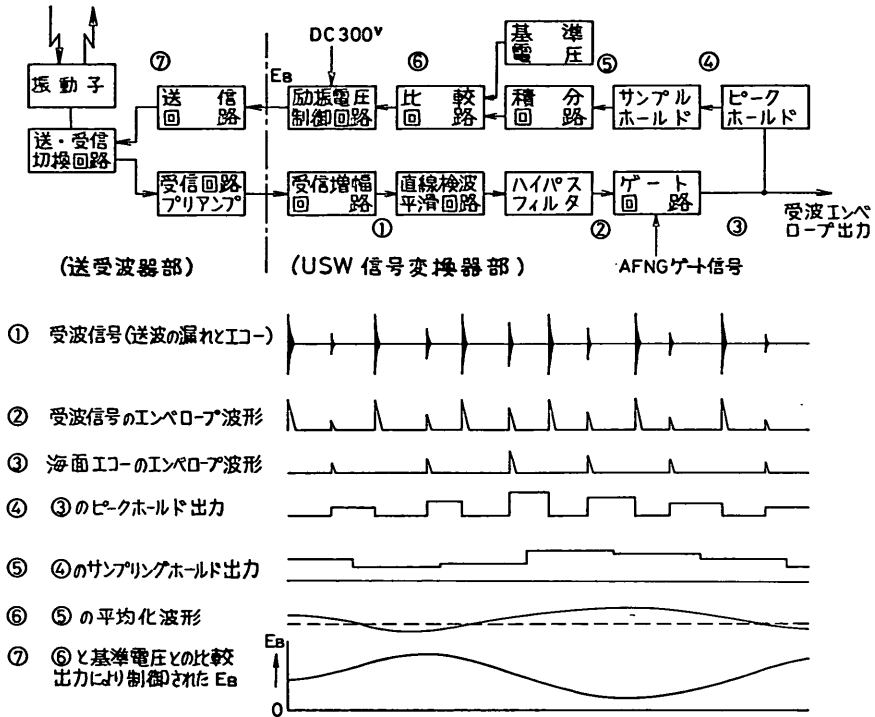 DC300V
基準
電圧
⑦
EB
⑥
⑤
④
振動子
送信
回路
励振電圧
制御回路
比較
回路
積分
回路
サンプル
ホールド
ピーク
ホールド
送・受信
切換回路
受信回路
プリアンプ
受信増幅
回路
直線検波
平滑回路
ハイパス
フィルタ
ゲート
回路
受波エンベ
ロープ出力
①
②
③
(送受波器部)
(USW信号変換器部)
AFNGゲート信号
① 受波信号(送波の漏れとエコー)
② 受波信号のエンベロープ波形
③ 海面エコーのエンベロープ波形
④ ③のピークホールド出力
⑤ ④のサンプリングホールド出力
⑥ ⑤の平均化波形
⑦ ⑥と基準電圧との比較
出力により制御されたEB
EB
0